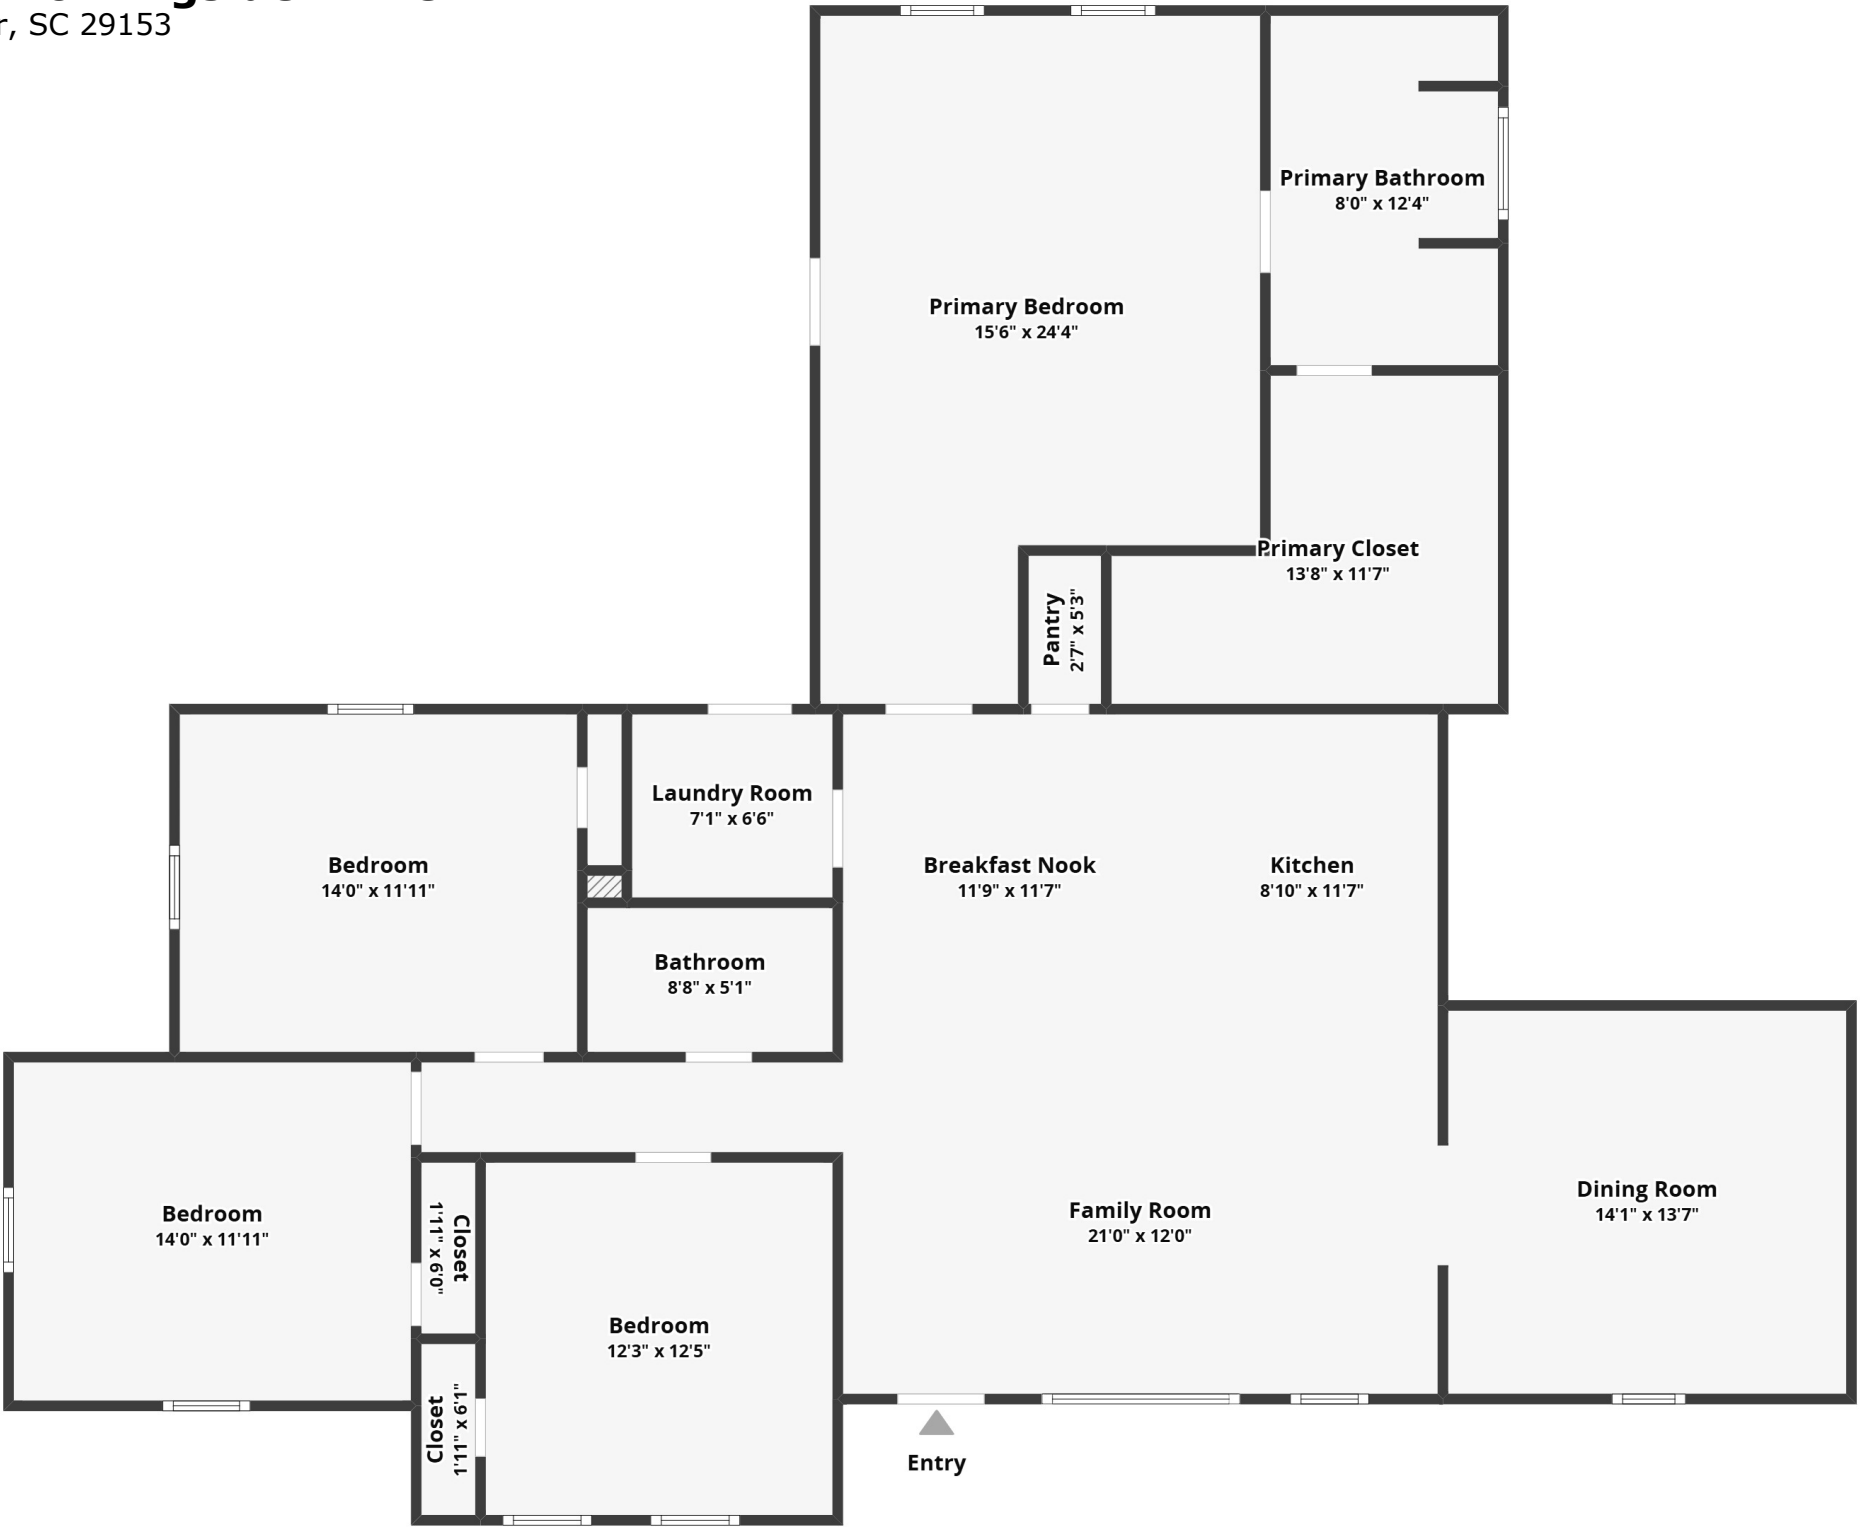 r, SC 29153
Primary Bathroom
8'0" x 12'4"
Primary Bedroom
15'6" x 24'4"
Primary Closet
13'8" x 11'7"
Pantry
2'7" x 5'3"
Laundry Room
7'1" x 6'6"
Bedroom
14'0" x 11'11"
Breakfast Nook
11'9" x 11'7"
Kitchen
8'10" x 11'7"
Bathroom
8'8" x 5'1"
Bedroom
14'0" x 11'11"
Closet
1'11" x 6'0"
Family Room
21'0" x 12'0"
Dining Room
14'1" x 13'7"
Bedroom
12'3" x 12'5"
Closet
1'11" x 6'1"
Entry